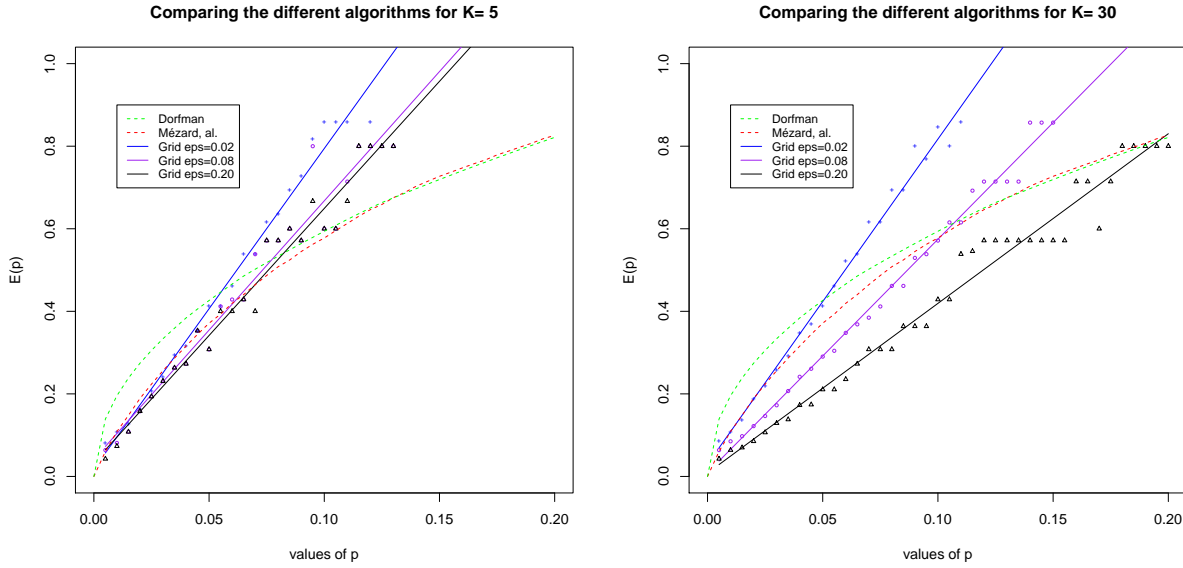 Comparing the different algorithms for K= 5
E(p)
1.0
0.8
0.6
0.4
0.2
0.0
Dorfman
Mézard, al.
Grid eps=0.02
Grid eps=0.08
Grid eps=0.20
0.00 0.05 0.10 0.15 0.20
values of p
Comparing the different algorithms for K= 30
E(p)
1.0
0.8
0.6
0.4
0.2
0.0
Dorfman
Mézard, al.
Grid eps=0.02
Grid eps=0.08
Grid eps=0.20
0.00 0.05 0.10 0.15 0.20
values of p